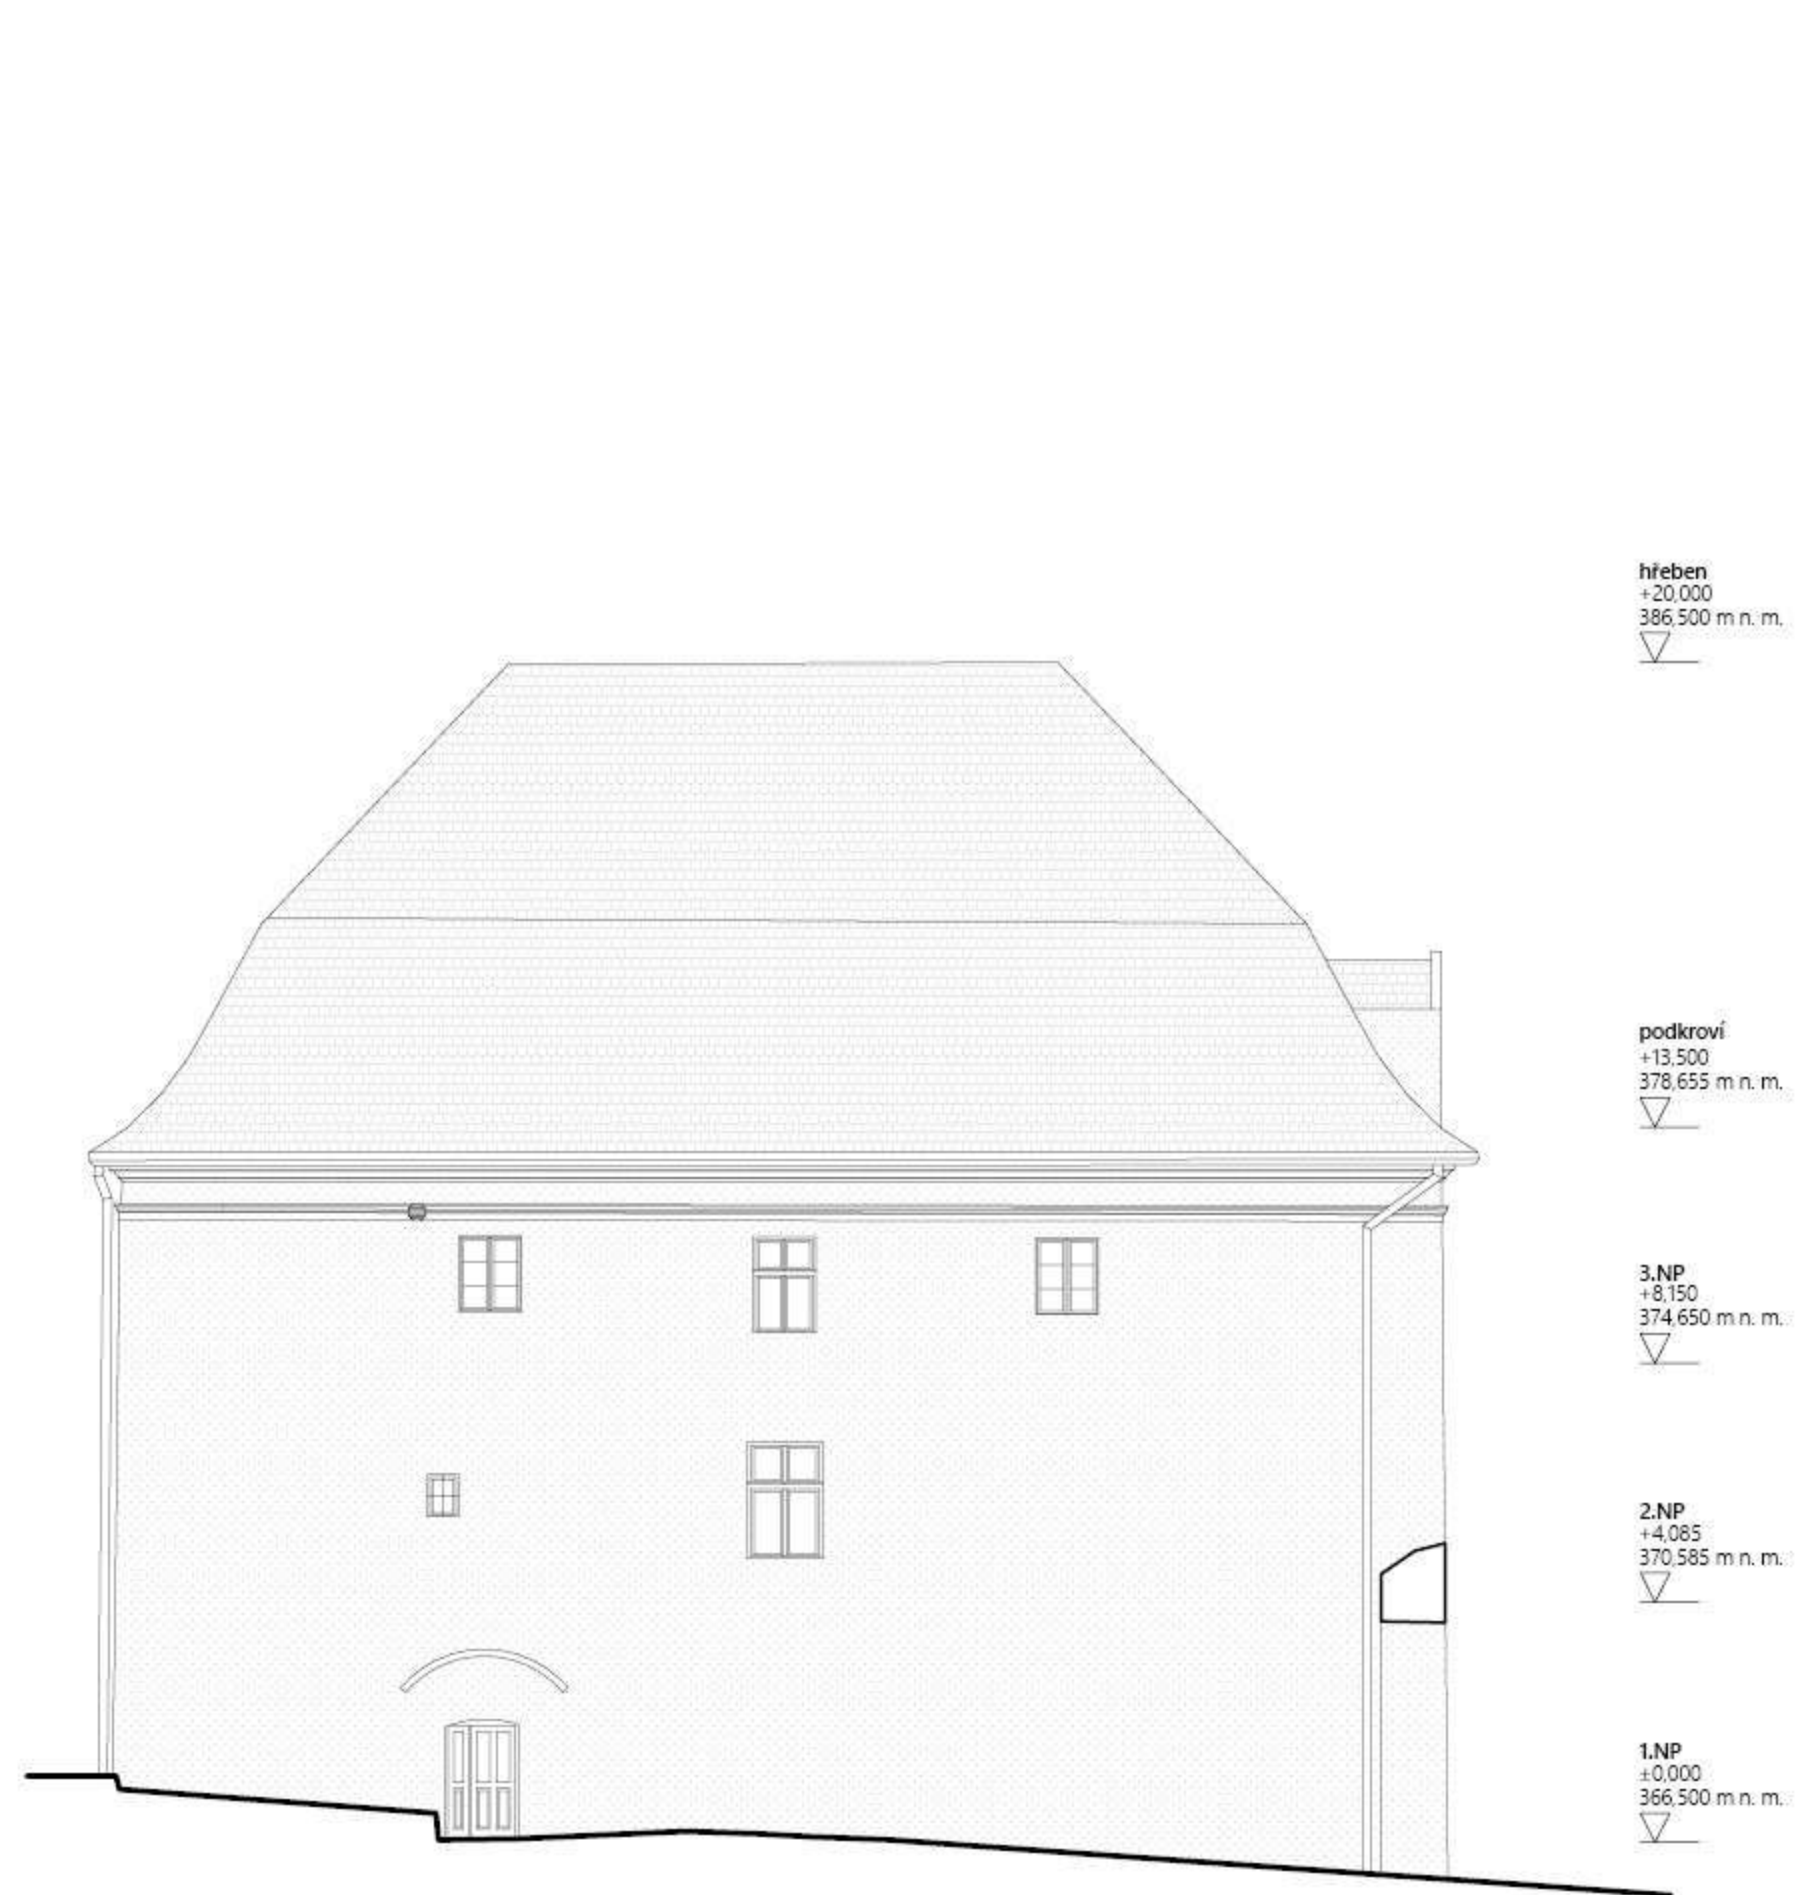 hřeben
+20,000
386,500 m n. m.
podkroví
+13,500
378,655 m n. m.
3.NP
+8,150
374,650 m n. m.
2.NP
+4,085
370,585 m n. m.
1.NP
±0,000
366,500 m n. m.